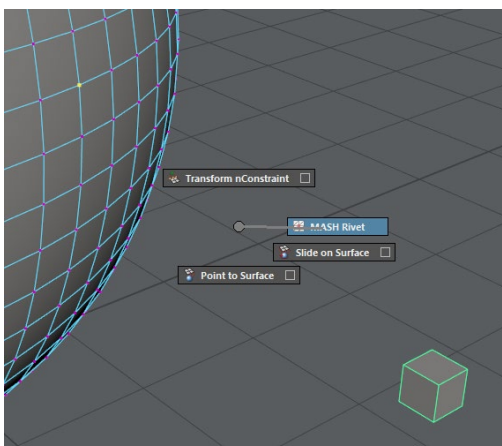 Transform nConstraint
MASH Rivet
Slide on Surface
Point to Surface